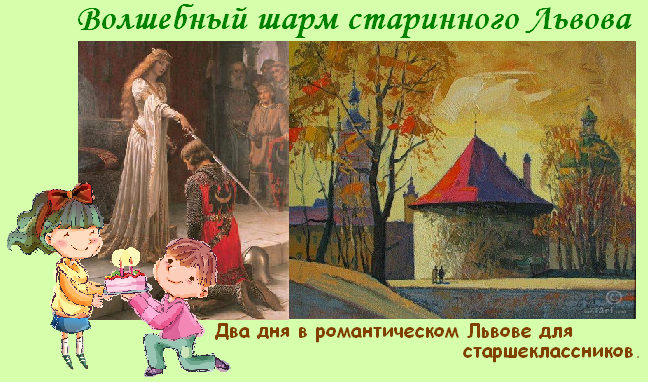 Волшебный шарм старинного Львова
Два дня в романтическом Львове для
старшеклассников.